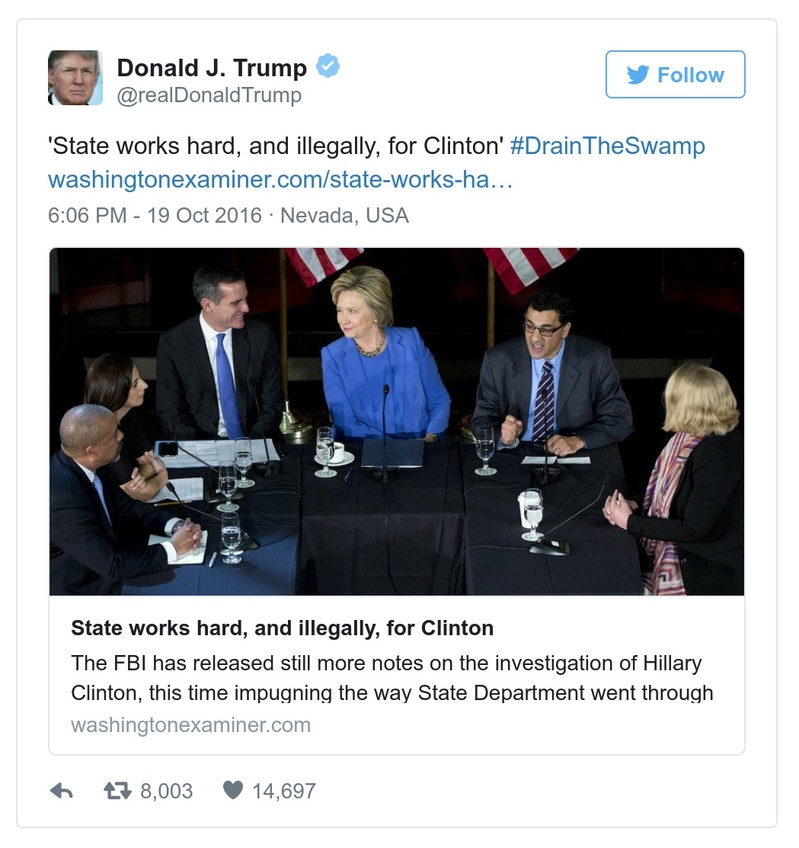 Donald J. Trump
@realDonaldTrump
Follow
'State works hard, and illegally, for Clinton' #DrainTheSwamp
washingtonexaminer.com/state-works-ha…
6:06 PM - 19 Oct 2016 · Nevada, USA
State works hard, and illegally, for Clinton
The FBI has released still more notes on the investigation of Hillary
Clinton, this time impugning the way State Department went through
washingtonexaminer.com
8,003 14,697